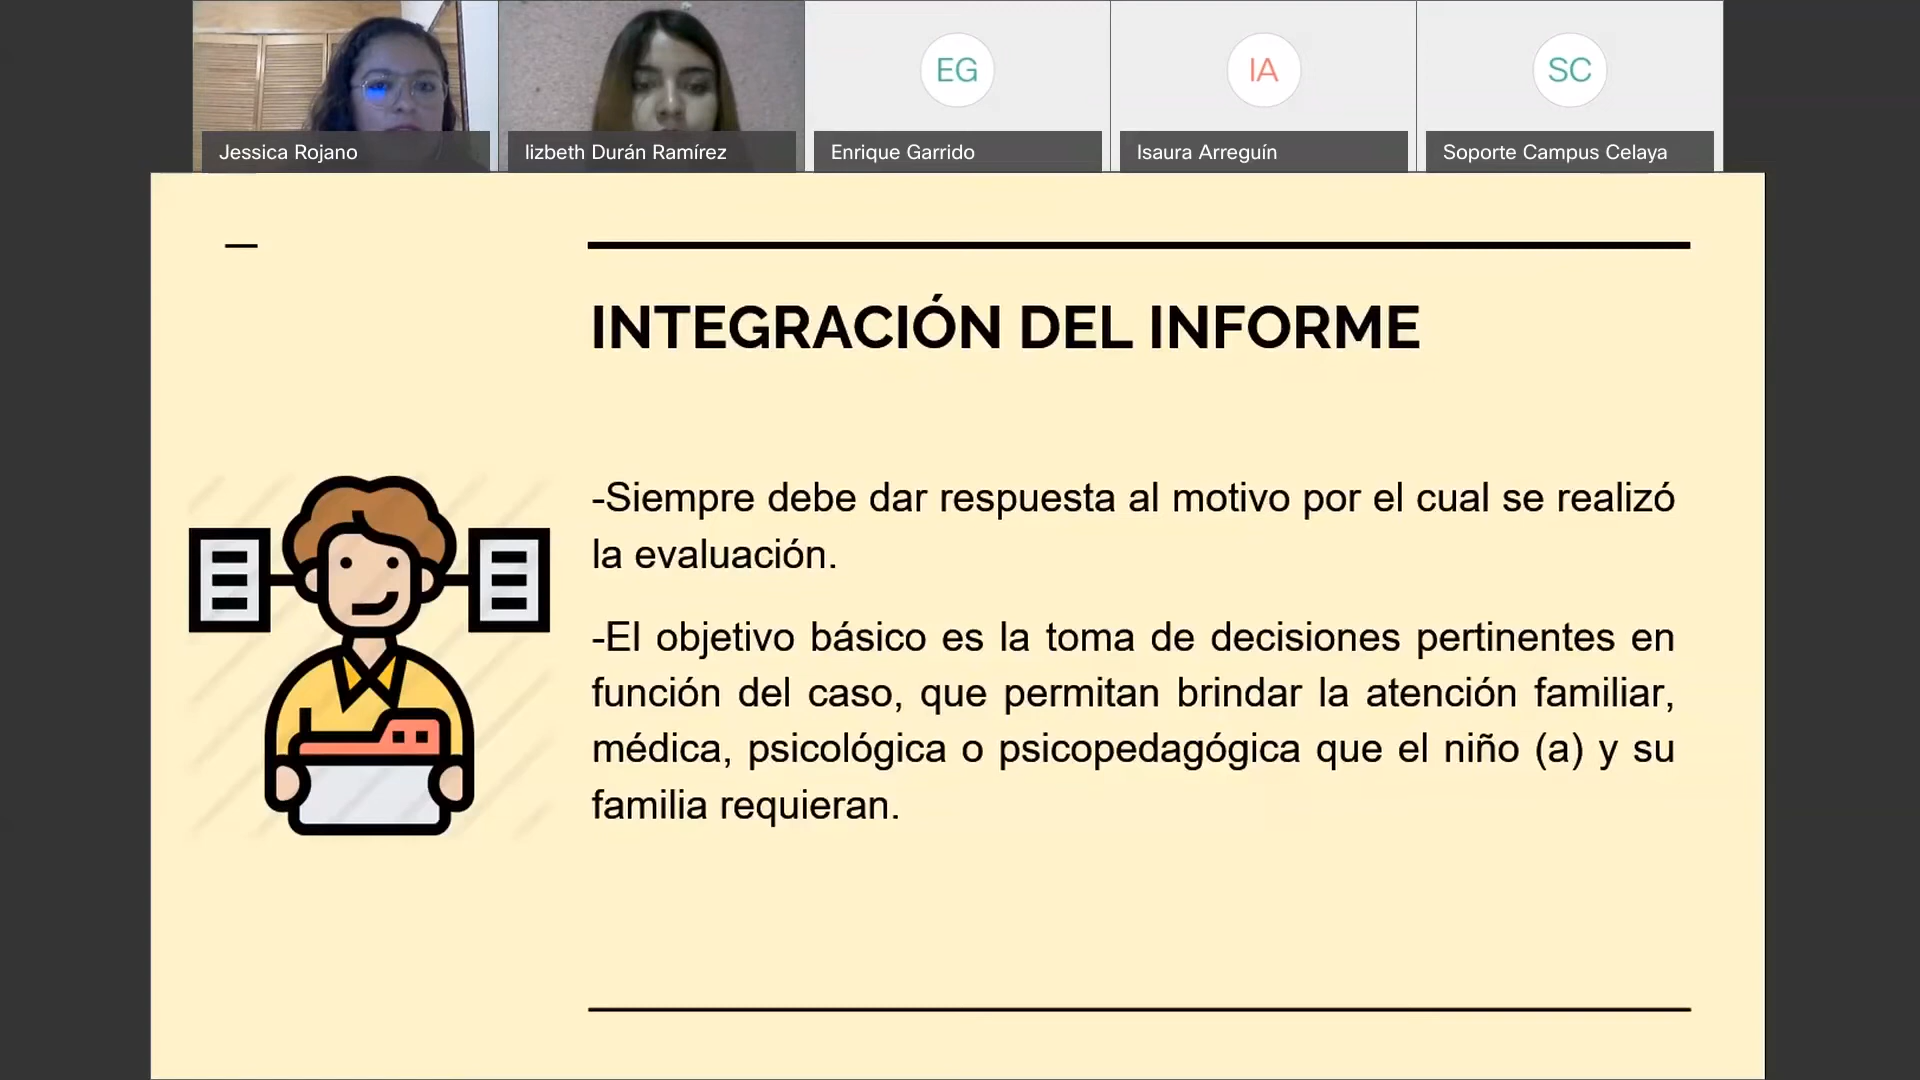 EG
IA
SC
Jessica Rojano
lizbeth Durán Ramírez
Enrique Garrido
Isaura Arreguín
Soporte Campus Celaya
INTEGRACIÓN DEL INFORME
-Siempre debe dar respuesta al motivo por el cual se realizó
la evaluación.
-El objetivo básico es la toma de decisiones pertinentes en
función del caso, que permitan brindar la atención familiar,
médica, psicológica o psicopedagógica que el niño (a) y su
familia requieran.